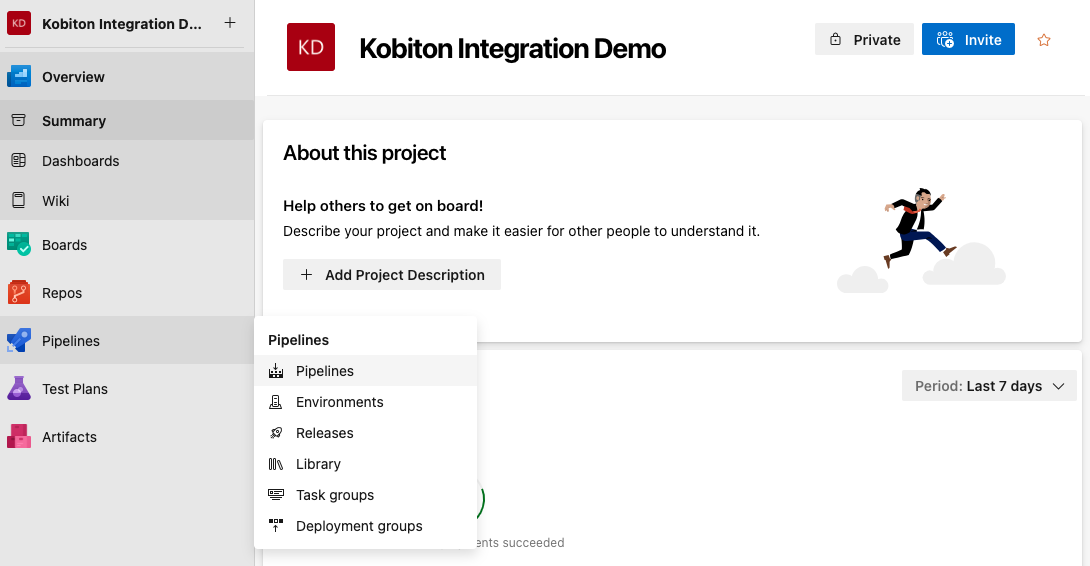 KD
Kobiton Integration D...
Overview
Summary
Dashboards
Wiki
Boards
Repos
Pipelines
Test Plans
Artifacts
KD
Kobiton Integration Demo
Private
Invite
About this project
Help others to get on board!
Describe your project and make it easier for other people to understand it.
Add Project Description
Pipelines
Pipelines
Environments
Releases
Library
Task groups
Deployment groups
Period: Last 7 days
succeeded